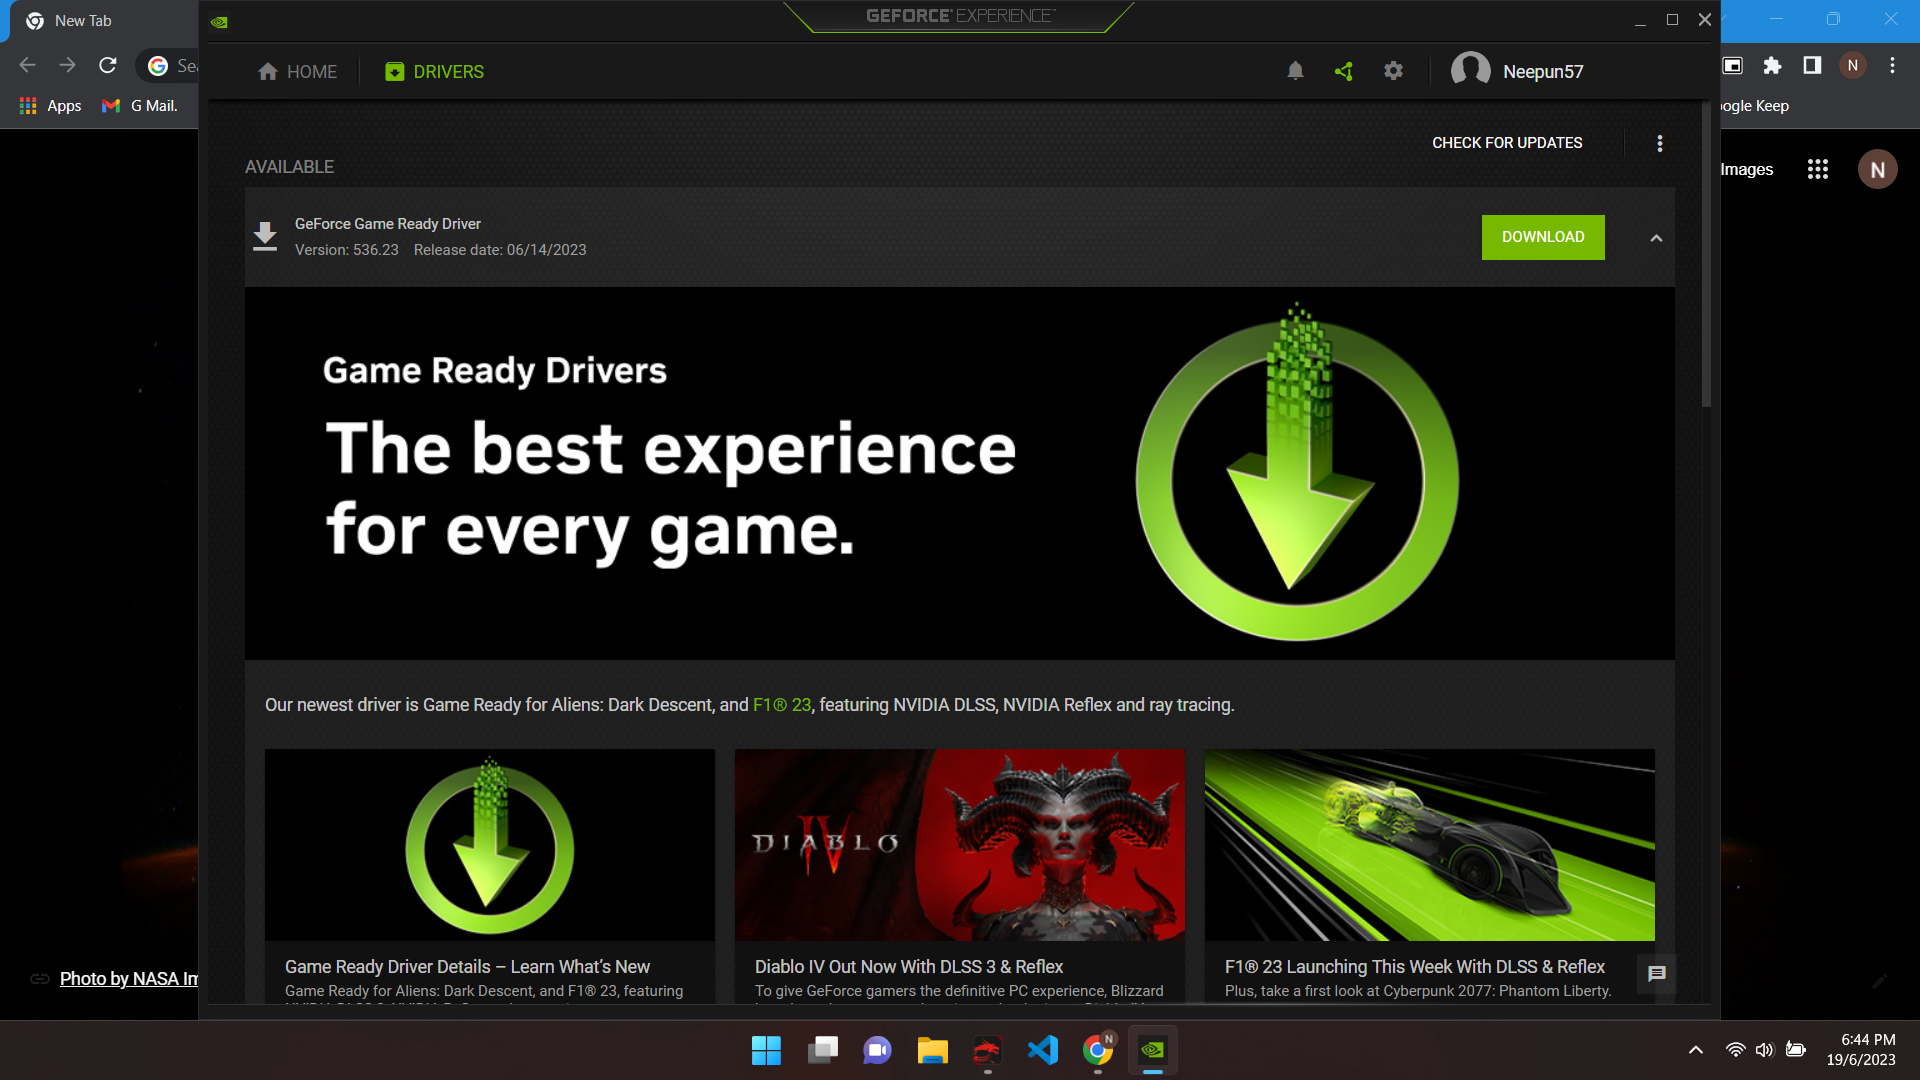 New Tab
GEFORCE® EXPERIENCE™
HOME
DRIVERS
Neepun57
Apps
G Mail.
ogle Keep
CHECK FOR UPDATES
AVAILABLE
Images
N
GeForce Game Ready Driver
Version: 536.23 Release date: 06/14/2023
DOWNLOAD
Game Ready Drivers
The best experience
for every game.
Our newest driver is Game Ready for Aliens: Dark Descent, and F1® 23, featuring NVIDIA DLSS, NVIDIA Reflex and ray tracing.
DIABLO IV
Game Ready Driver Details – Learn What's New
Game Ready for Aliens: Dark Descent, and F1® 23, featuring
Diablo IV Out Now With DLSS 3 & Reflex
To give GeForce gamers the definitive PC experience, Blizzard
F1® 23 Launching This Week With DLSS & Reflex
Plus, take a first look at Cyberpunk 2077: Phantom Liberty.
Photo by NASA Im
6:44 PM
19/6/2023